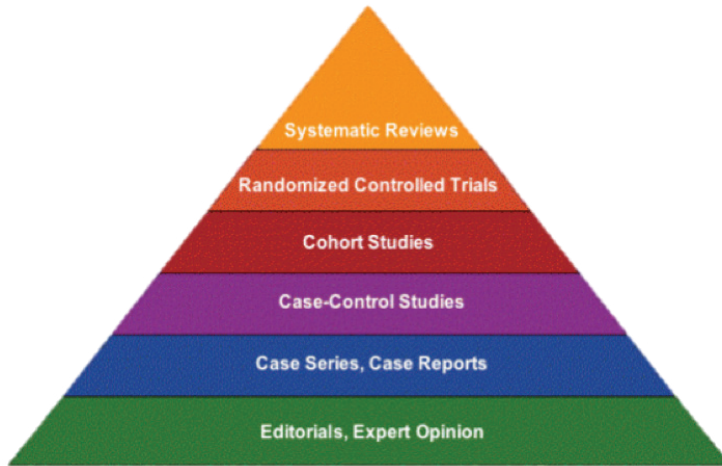 Systematic Reviews
Randomized Controlled Trials
Cohort Studies
Case-Control Studies
Case Series, Case Reports
Editorials, Expert Opinion